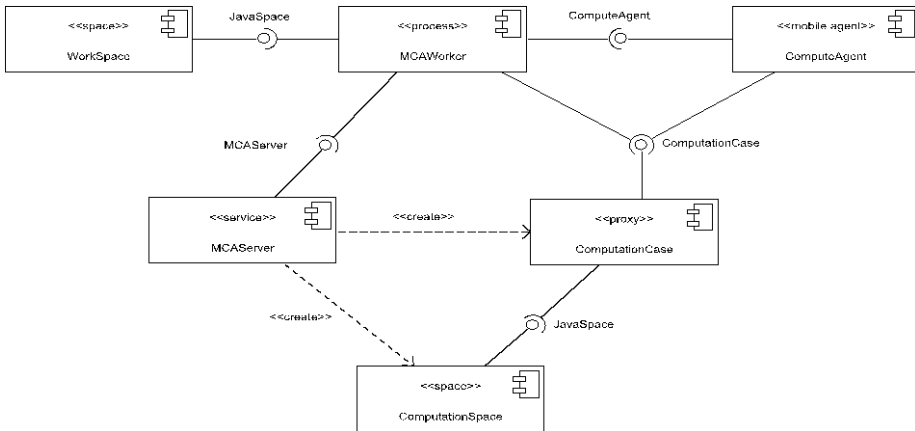 JavaSpace
ComputeAgent
<<space>>
WorkSpace
<<process>>
MCAWorker
<<mobile agent>>
ComputeAgent
MCAServer
ComputationCase
<<service>>
MCAServer
<<create>>
<<proxy>>
ComputationCase
<<create>>
JavaSpace
<<space>>
ComputationSpace